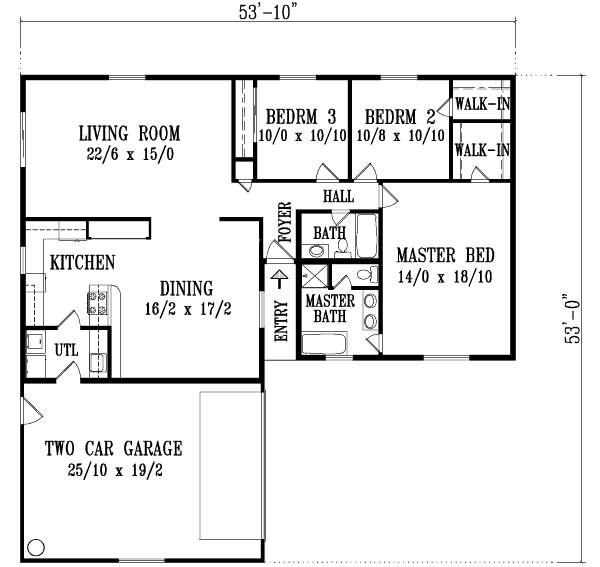 53'-10"
LIVING ROOM
22/6 x 15/0
BEDRM 3
10/0 x 10/10
BEDRM 2
10/8 x 10/10
WALK-IN
WALK-IN
HALL
FOYER
BATH
MASTER BED
14/0 x 18/10
KITCHEN
DINING
16/2 x 17/2
ENTRY
MASTER
BATH
UTL
53'-0"
TWO CAR GARAGE
25/10 x 19/2